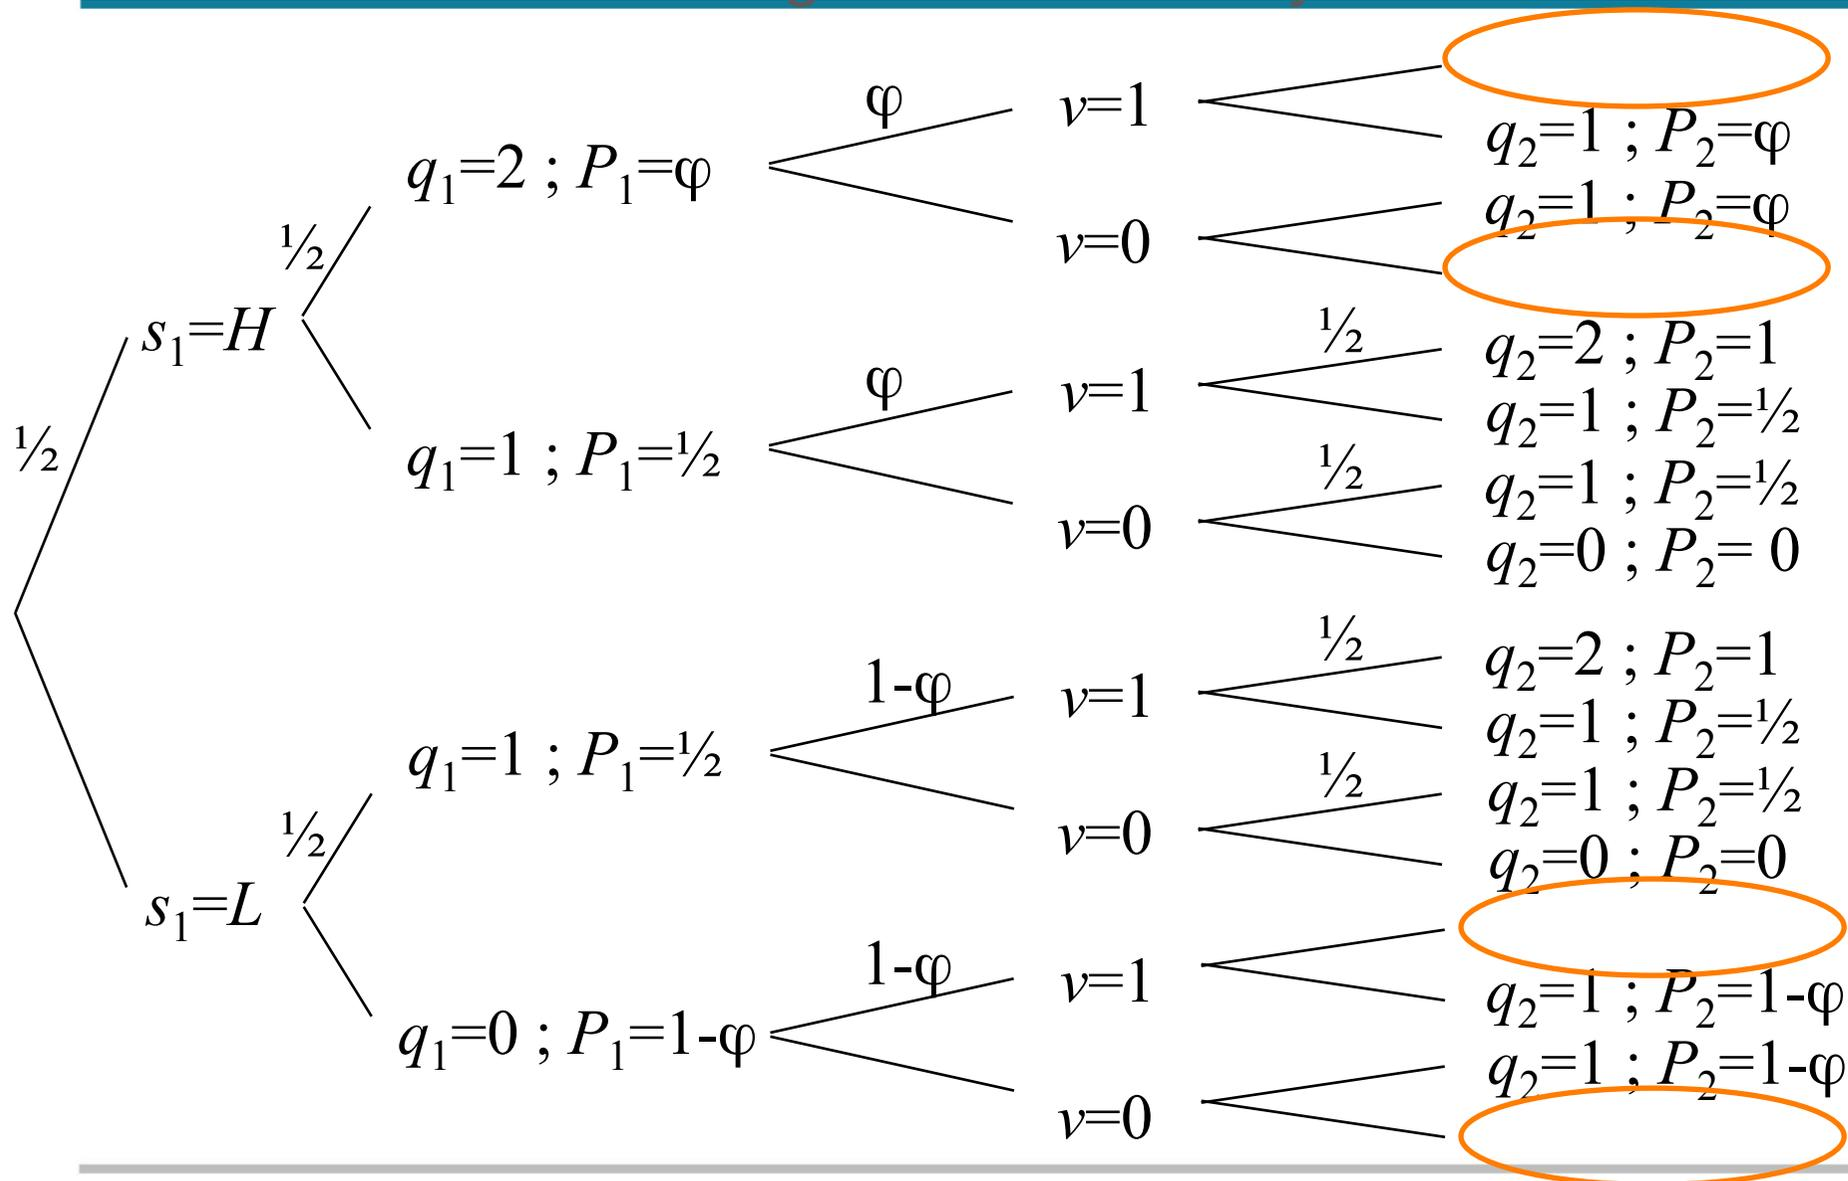 φ
v=1
q₂=1 ; P₂=φ
q₁=2 ; P₁=φ
q₂=1 ; P₂=φ
½
v=0
s₁=H
½
q₂=2 ; P₂=1
φ
v=1
q₂=1 ; P₂=½
½
q₁=1 ; P₁=½
½
q₂=1 ; P₂=½
v=0
q₂=0 ; P₂= 0
½
q₂=2 ; P₂=1
1-φ
v=1
q₂=1 ; P₂=½
q₁=1 ; P₁=½
½
q₂=1 ; P₂=½
½
v=0
q₂=0 ; P₂=0
s₁=L
1-φ
v=1
q₂=1 ; P₂=1-φ
q₁=0 ; P₁=1-φ
q₂=1 ; P₂=1-φ
v=0